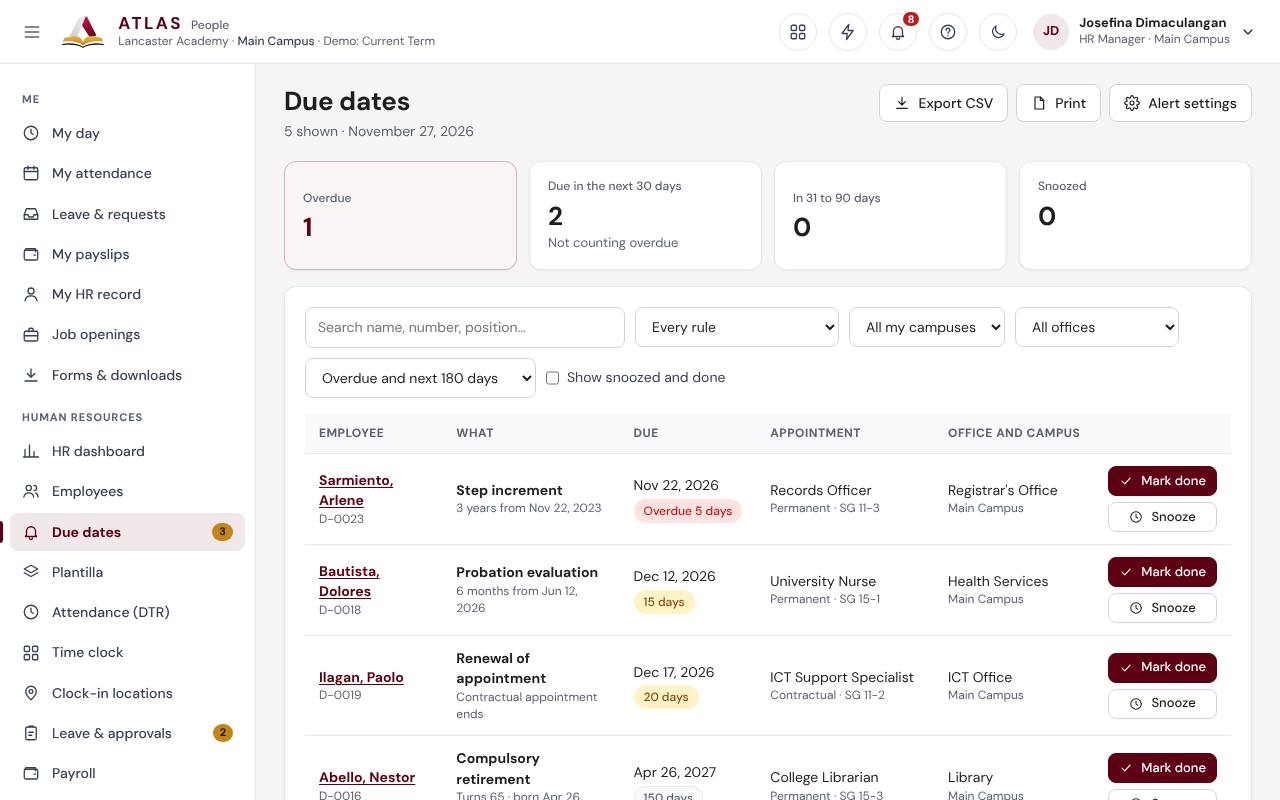 ATLAS People
Lancaster Academy · Main Campus · Demo: Current Term
8
JD
Josefina Dimaculangan
HR Manager · Main Campus
ME
My day
My attendance
Leave & requests
My payslips
My HR record
Job openings
Forms & downloads
HUMAN RESOURCES
HR dashboard
Employees
Due dates 3
Plantilla
Attendance (DTR)
Time clock
Clock-in locations
Leave & approvals 2
Payroll
Due dates
5 shown · November 27, 2026
Export CSV
Print
Alert settings
Overdue
1
Due in the next 30 days
2
Not counting overdue
In 31 to 90 days
0
Snoozed
0
Search name, number, position...
Every rule
All my campuses
All offices
Overdue and next 180 days
Show snoozed and done
EMPLOYEE WHAT DUE APPOINTMENT OFFICE AND CAMPUS
Sarmiento,
Arlene
D-0023
Step increment
3 years from Nov 22, 2023
Nov 22, 2026
Overdue 5 days
Records Officer
Permanent · SG 11-3
Registrar's Office
Main Campus
Mark done
Snooze
Bautista,
Dolores
D-0018
Probation evaluation
6 months from Jun 12,
2026
Dec 12, 2026
15 days
University Nurse
Permanent · SG 15-1
Health Services
Main Campus
Mark done
Snooze
Ilagan, Paolo
D-0019
Renewal of
appointment
Contractual appointment
ends
Dec 17, 2026
20 days
ICT Support Specialist
Contractual · SG 11-2
ICT Office
Main Campus
Mark done
Snooze
Abello, Nestor
D-0016
Compulsory
retirement
Turns 65 · born Apr 26,
Apr 26, 2027
150 days
College Librarian
Permanent · SG 15-3
Library
Main Campus
Mark done